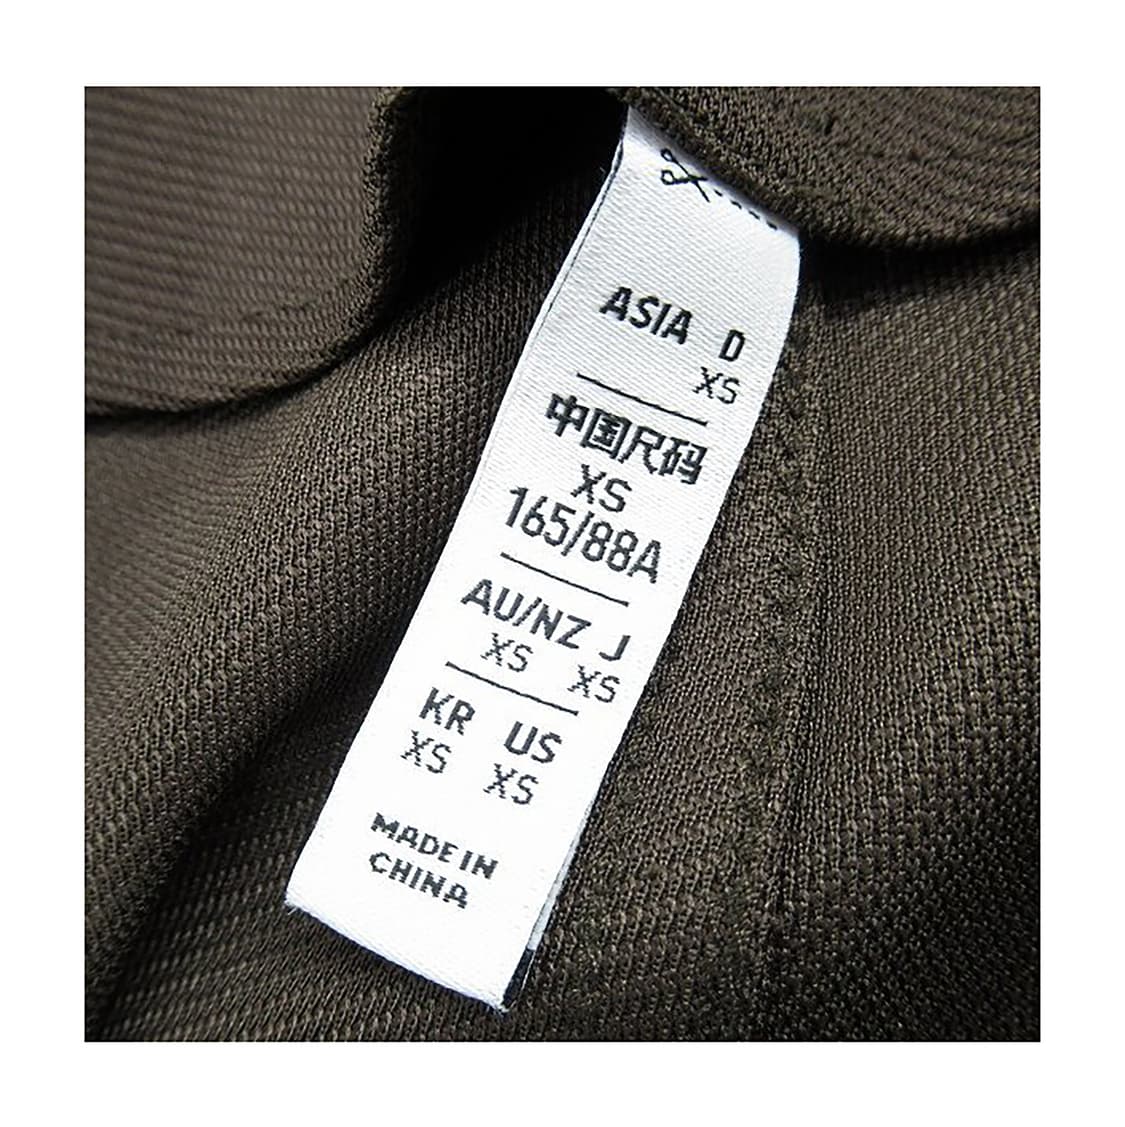 ASIA D
XS
中国尺码
XS
165/88A
AU/NZ J
XS XS
KR US
XS XS
MADE IN
CHINA